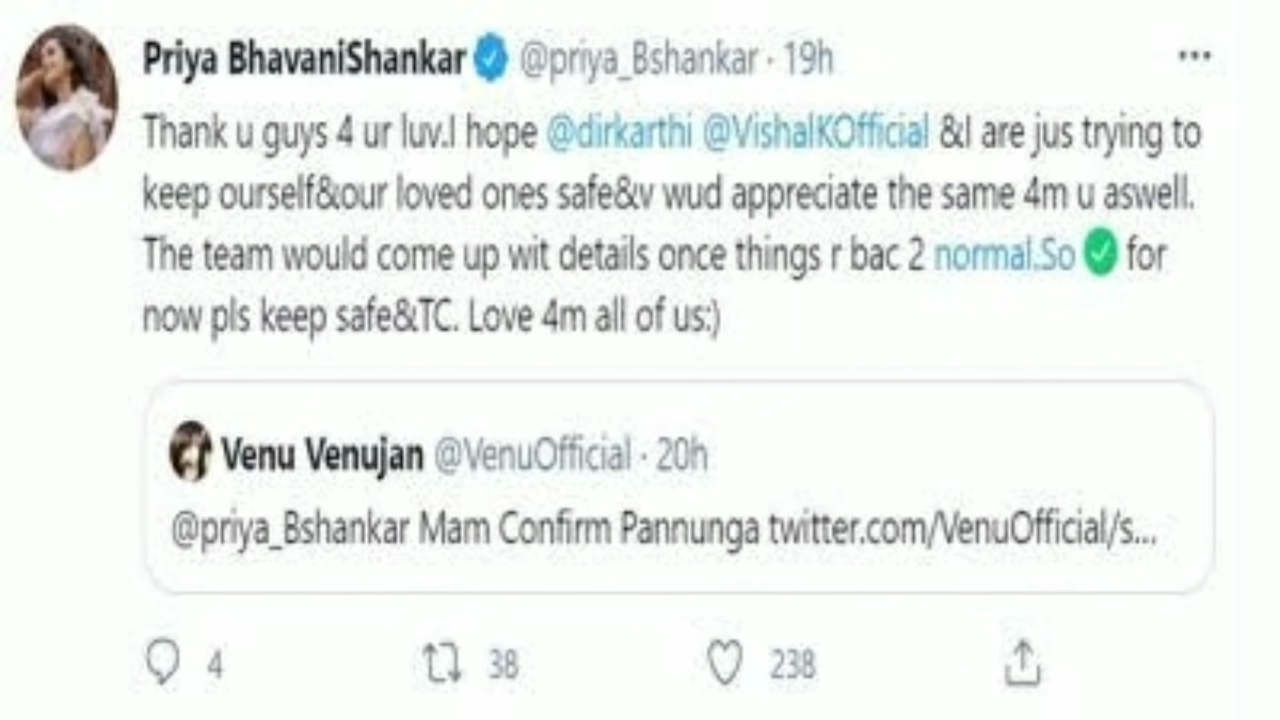 Priya BhavaniShankar @priya_Bshankar · 19h
Thank u guys 4 ur luv.I hope @dirkarthi @VishalKOfficial &I are jus trying to
keep ourself&our loved ones safe&v wud appreciate the same 4m u aswell.
The team would come up wit details once things r bac 2 normal.So ✅ for
now pls keep safe&TC. Love 4m all of us:)
Venu Venujan @VenuOfficial · 20h
@priya_Bshankar Mam Confirm Pannunga twitter.com/VenuOfficial/s...
4 38 238